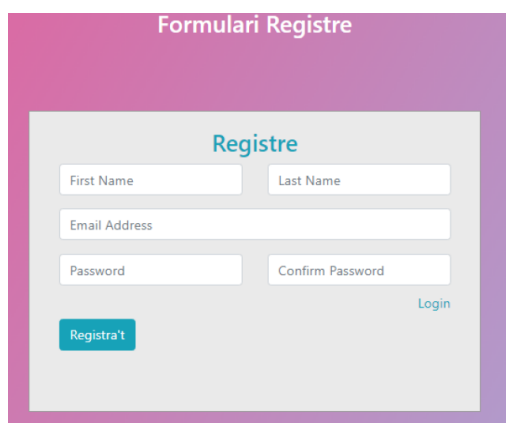 Formulari Registre
Registre
First Name Last Name
Email Address
Password Confirm Password
Login
Registra't